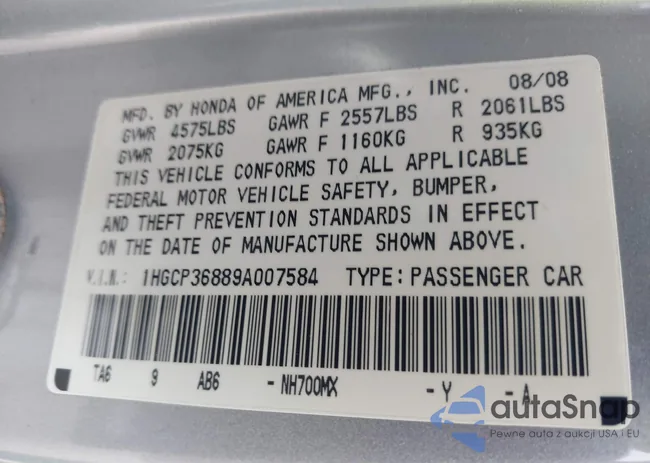 MFD. BY HONDA OF AMERICA MFG., INC. 08/08
GVWR 4575LBS GAWR F 2557LBS R 2061LBS
GVWR 2075KG GAWR F 1160KG R 935KG
THIS VEHICLE CONFORMS TO ALL APPLICABLE
FEDERAL MOTOR VEHICLE SAFETY, BUMPER,
AND THEFT PREVENTION STANDARDS IN EFFECT
ON THE DATE OF MANUFACTURE SHOWN ABOVE.
V.I.N.: 1HGCP36889A007584 TYPE: PASSENGER CAR
TA6 9 AB6 -NH700MX -Y -A
autaSnap
Pewne auta z aukcji USA i EU